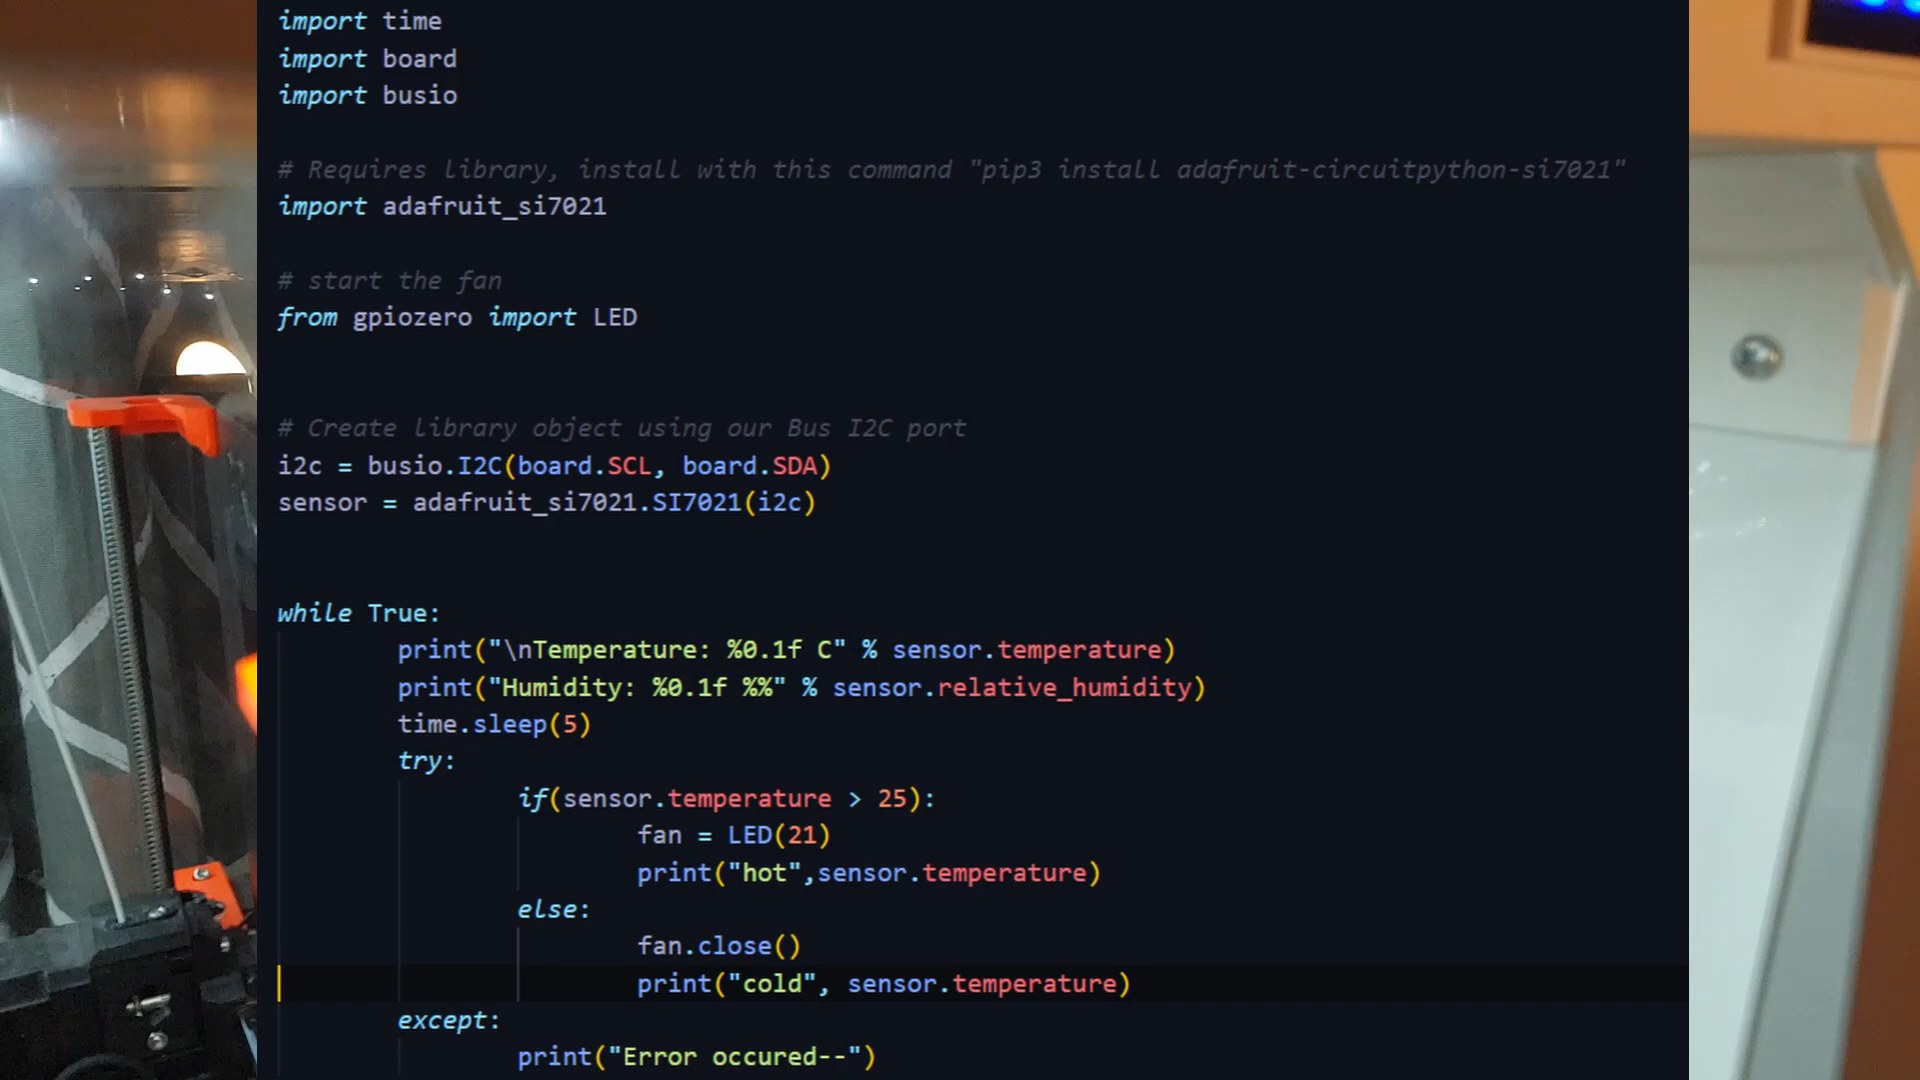 import time
import board
import busio
# Requires library, install with this command "pip3 install adafruit-circuitpython-si7021"
import adafruit_si7021
# start the fan
from gpiozero import LED
# Create library object using our Bus I2C port
i2c = busio.I2C(board.SCL, board.SDA)
sensor = adafruit_si7021.SI7021(i2c)
while True:
print("\nTemperature: %0.1f C" % sensor.temperature)
print("Humidity: %0.1f %%" % sensor.relative_humidity)
time.sleep(5)
try:
if(sensor.temperature > 25):
fan = LED(21)
print("hot",sensor.temperature)
else:
fan.close()
print("cold", sensor.temperature)
except:
print("Error occured--")